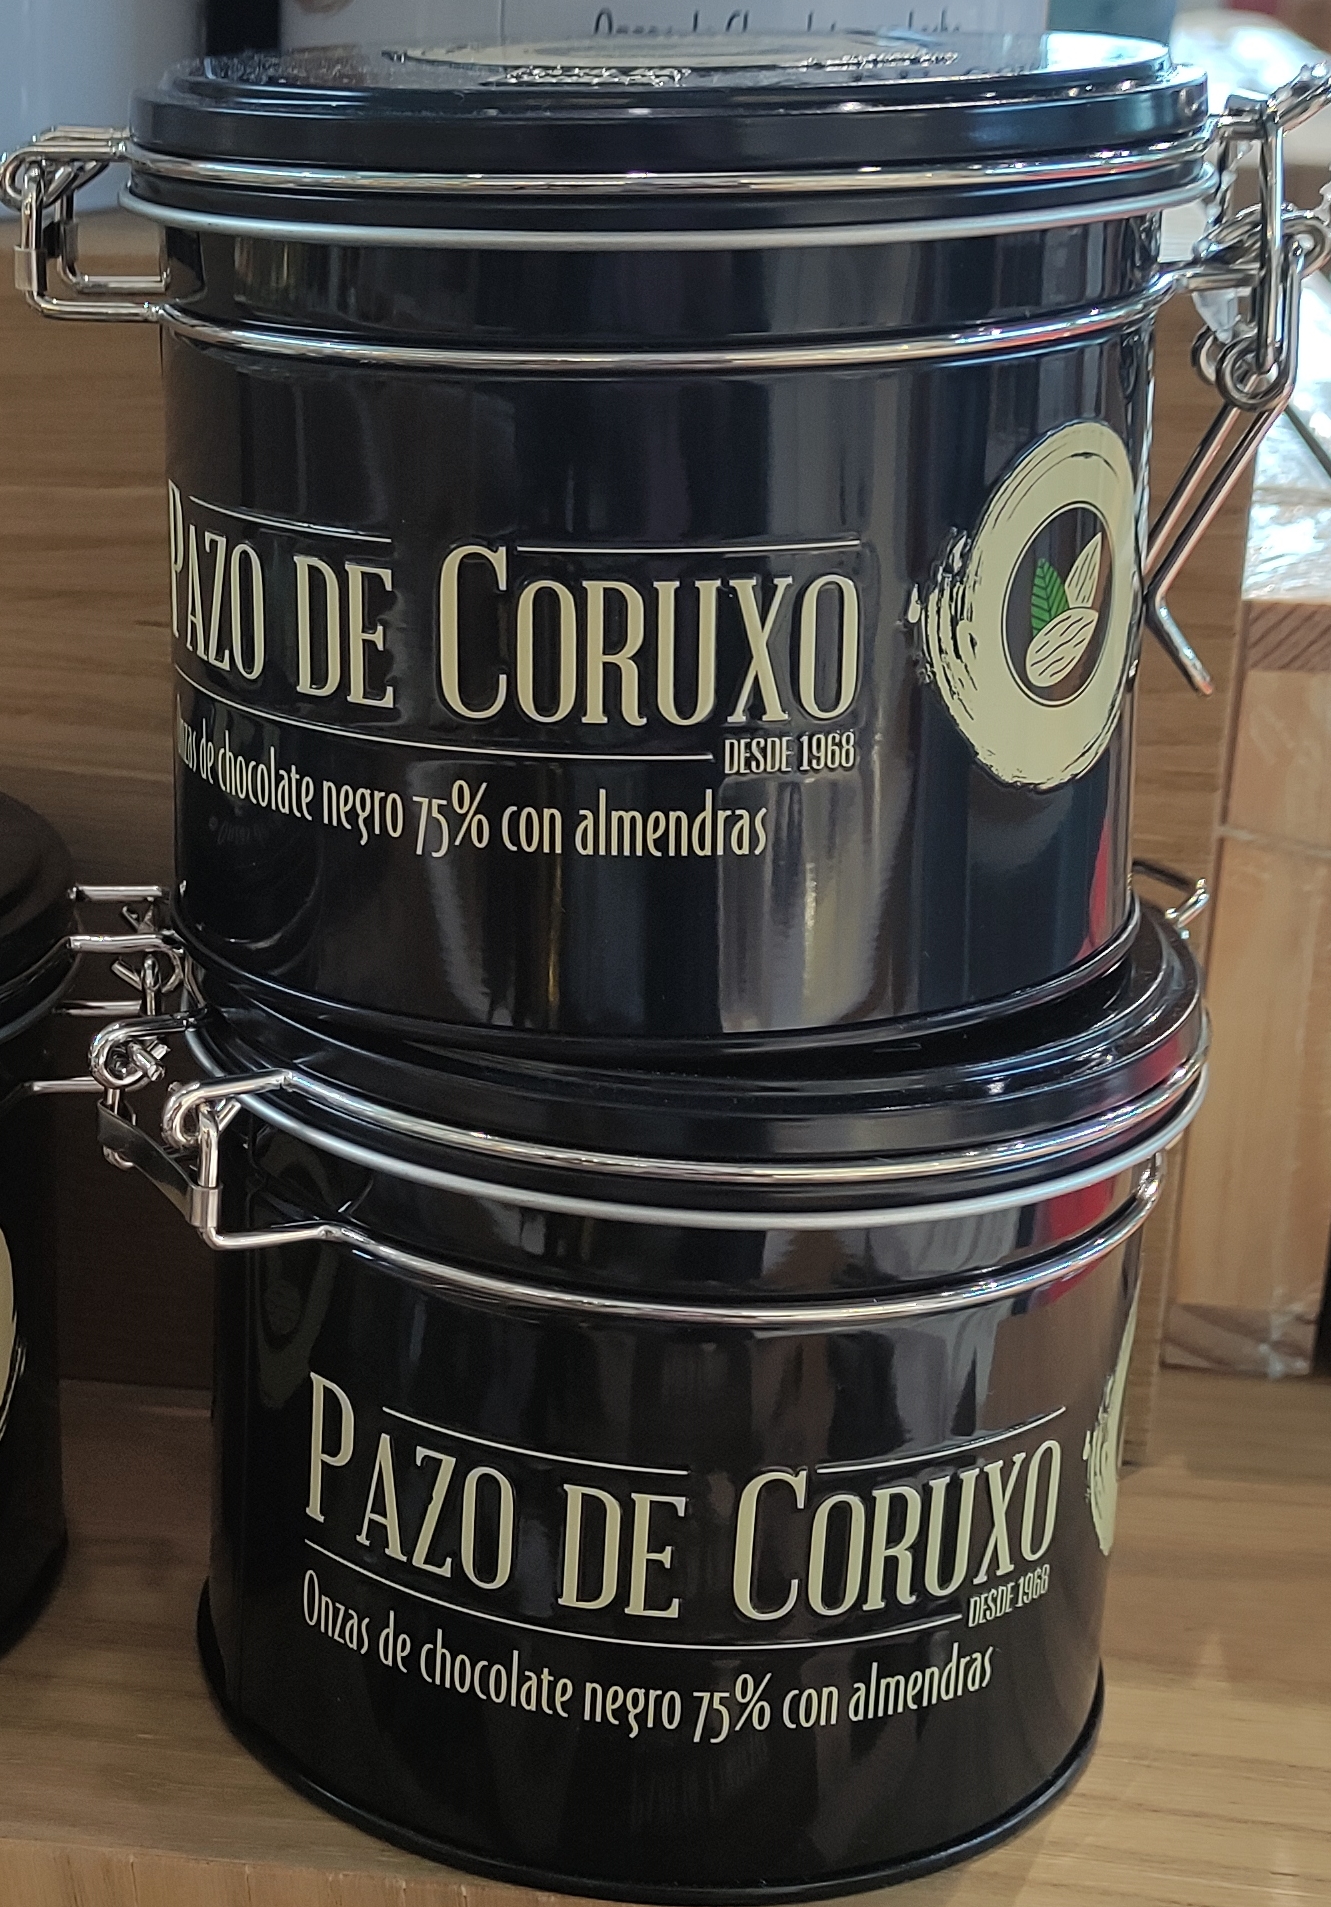 PAZO DE CORUXO
DESDE 1968
Onzas de chocolate negro 75% con almendras
PAZO DE CORUXO
DESDE 1968
Onzas de chocolate negro 75% con almendras